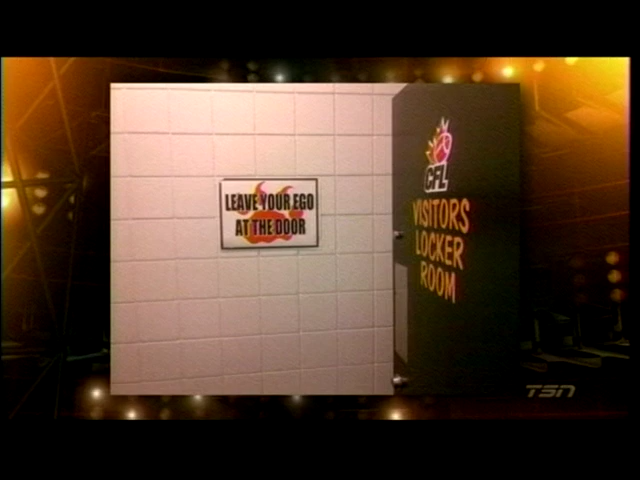 LEAVE YOUR EGO
AT THE DOOR
CFL
VISITORS
LOCKER
ROOM
TSN